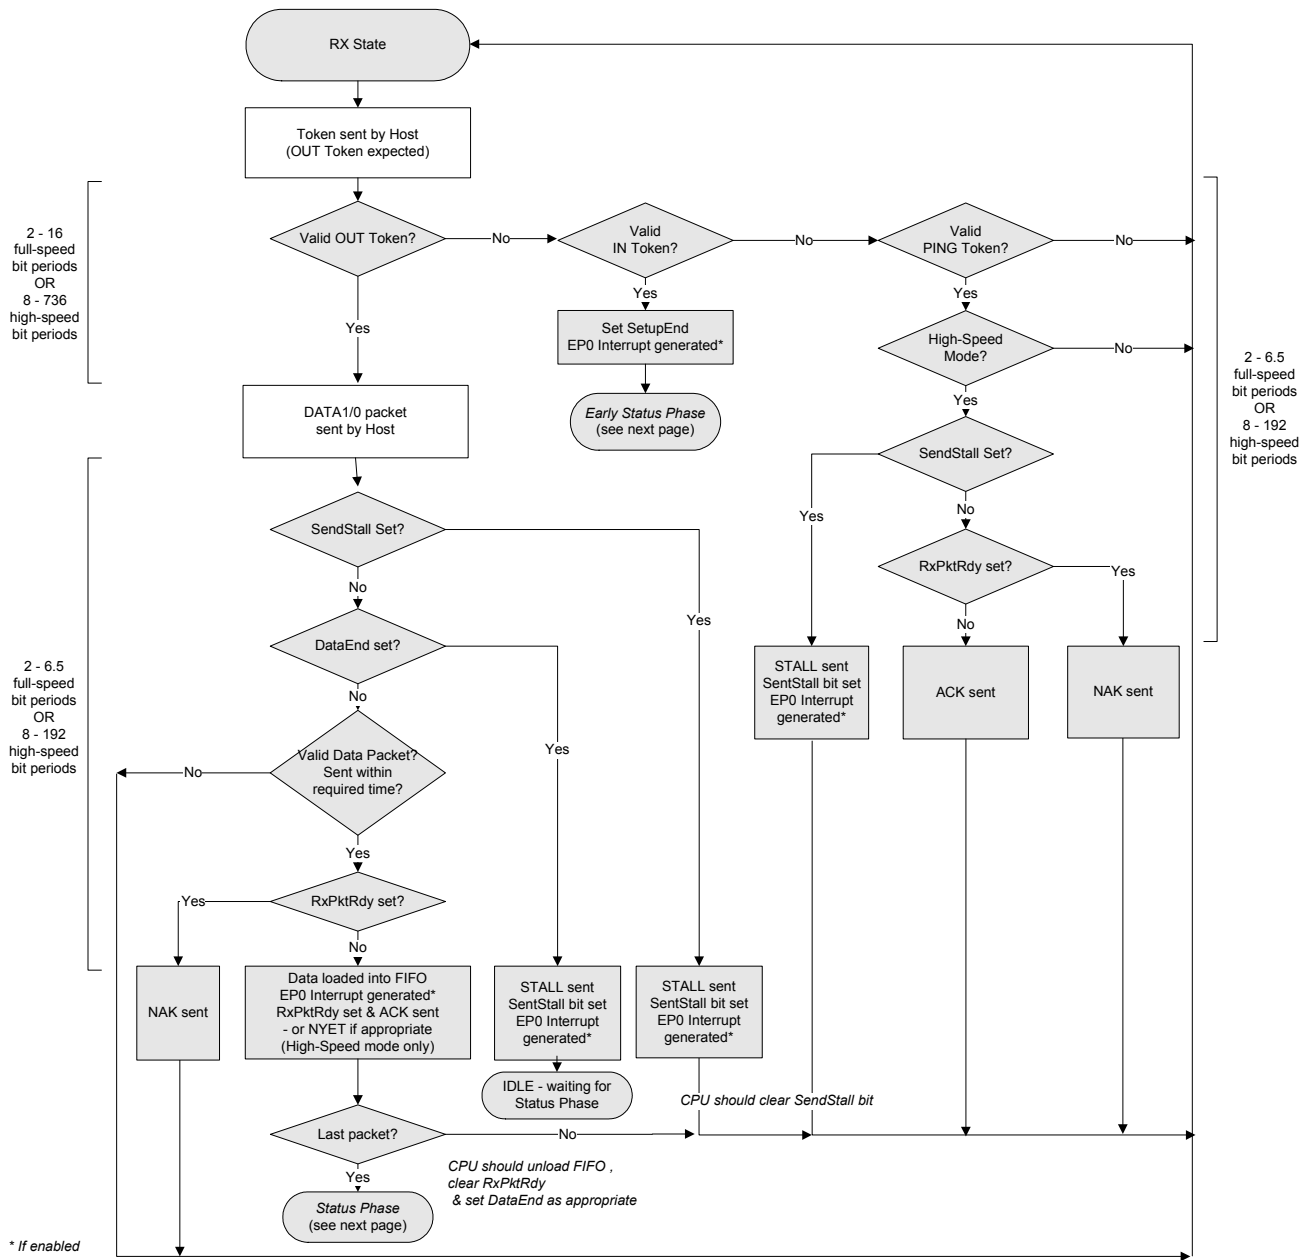 RX State
Token sent by Host
(OUT Token expected)
2 - 16
full-speed
bit periods
OR
8 - 736
high-speed
bit periods
Valid OUT Token?
No
Valid
IN Token?
No
Valid
PING Token?
No
Yes
Yes
Yes
Set SetupEnd
EP0 Interrupt generated*
High-Speed
Mode?
No
2 - 6.5
full-speed
bit periods
OR
8 - 192
high-speed
bit periods
Early Status Phase
(see next page)
Yes
DATA1/0 packet
sent by Host
SendStall Set?
Yes
No
SendStall Set?
No
Yes
RxPktRdy set?
Yes
No
DataEnd set?
No
Yes
2 - 6.5
full-speed
bit periods
OR
8 - 192
high-speed
bit periods
STALL sent
SentStall bit set
EP0 Interrupt
generated*
ACK sent
NAK sent
Valid Data Packet?
Sent within
required time?
No
Yes
RxPktRdy set?
Yes
No
NAK sent
Data loaded into FIFO
EP0 Interrupt generated*
RxPktRdy set & ACK sent
- or NYET if appropriate
(High-Speed mode only)
STALL sent
SentStall bit set
EP0 Interrupt
generated*
STALL sent
SentStall bit set
EP0 Interrupt
generated*
IDLE - waiting for
Status Phase
CPU should clear SendStall bit
Last packet?
No
Yes
CPU should unload FIFO ,
clear RxPktRdy
& set DataEnd as appropriate
Status Phase
(see next page)
* If enabled